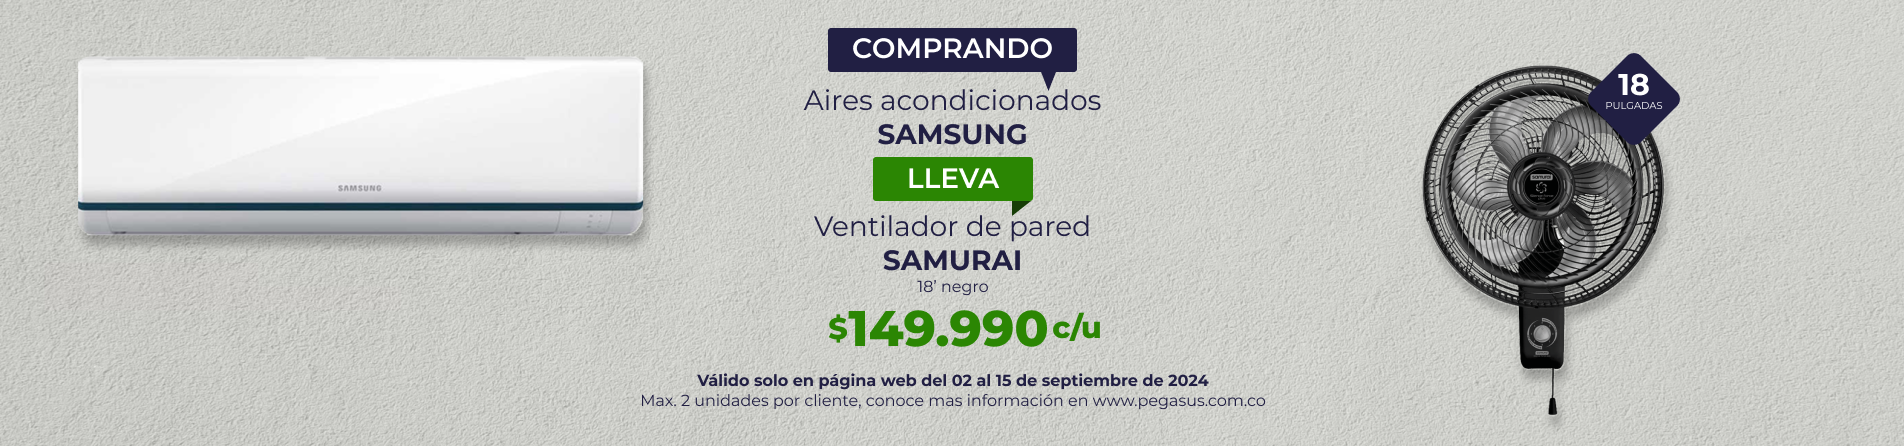 COMPRANDO
Aires acondicionados
SAMSUNG
LLEVA
Ventilador de pared
SAMURAI
18’ negro
$149.990 c/u
Válido solo en página web del 02 al 15 de septiembre de 2024
Max. 2 unidades por cliente, conoce mas información en www.pegasus.com.co
SAMSUNG
18
PULGADAS
samurai